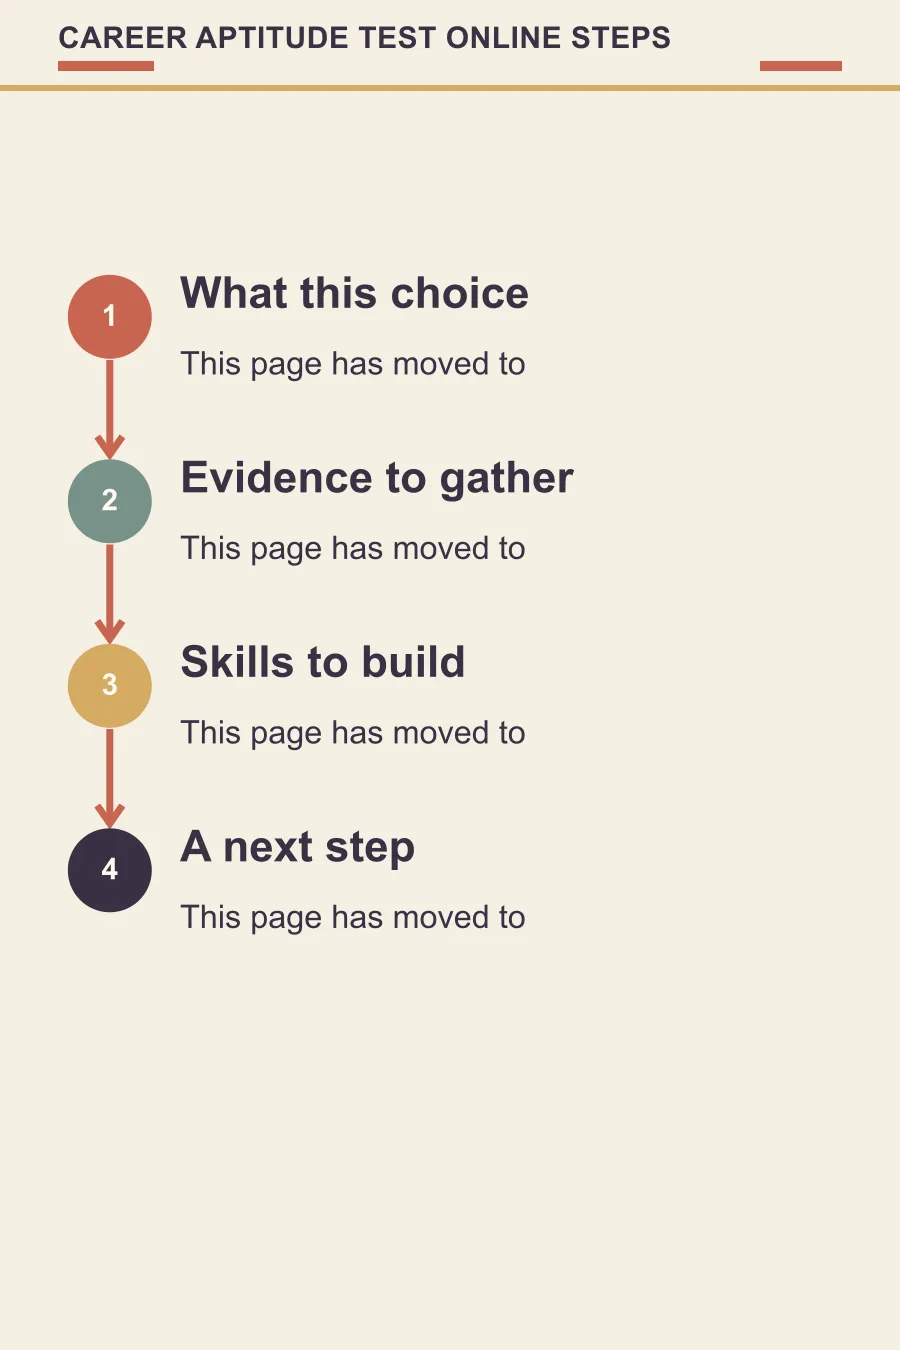 CAREER APTITUDE TEST ONLINE STEPS
1
What this choice
This page has moved to
2
Evidence to gather
This page has moved to
3
Skills to build
This page has moved to
4
A next step
This page has moved to